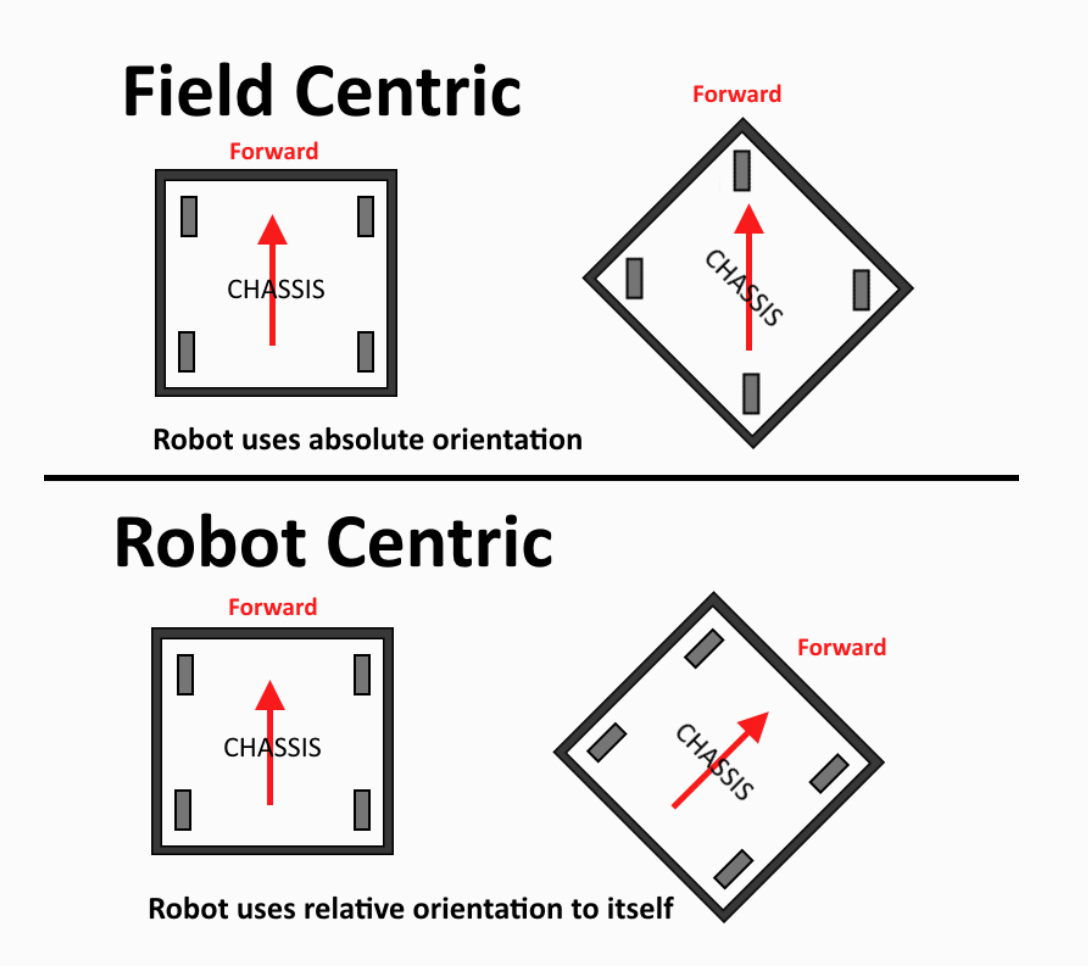 Field Centric
Forward
Forward
CHASSIS
CHASSIS
Robot uses absolute orientation
Robot Centric
Forward
Forward
CHASSIS
CHASSIS
Robot uses relative orientation to itself